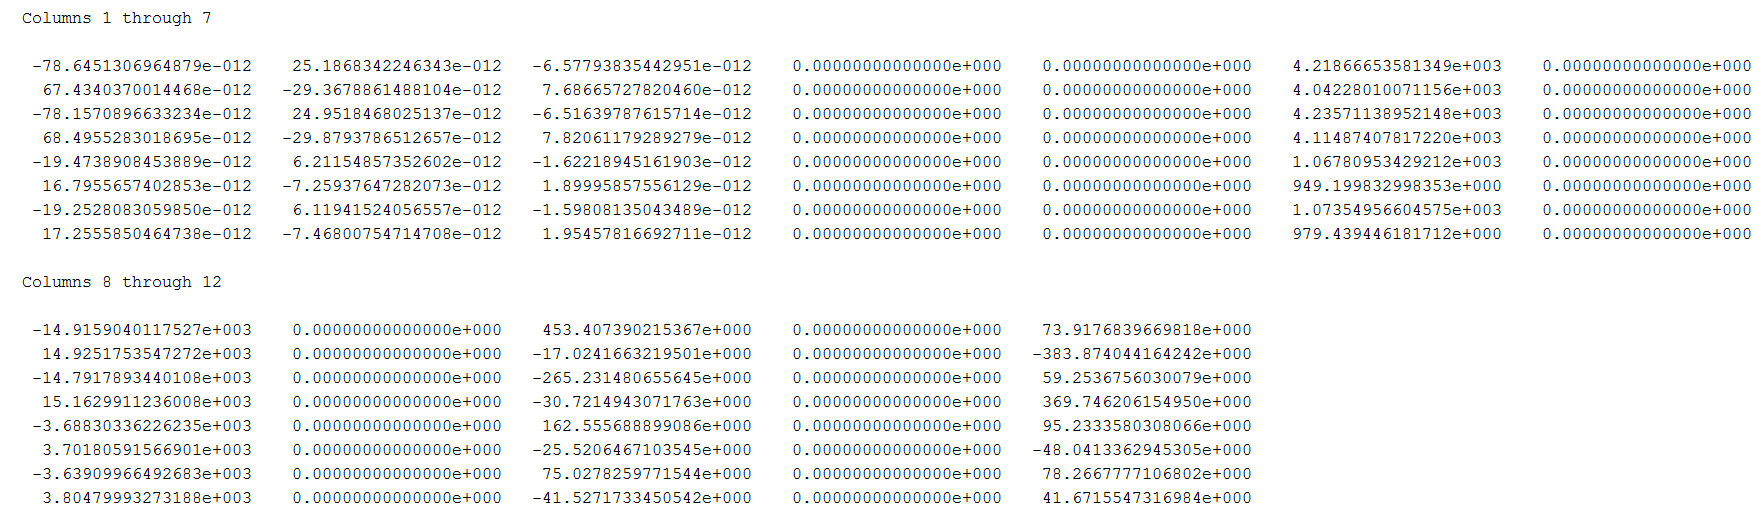 Columns 1 through 7
-78.6451306964879e-012 25.1868342246343e-012 -6.57793835442951e-012 0.00000000000000e+000 0.00000000000000e+000 4.21866653581349e+003 0.00000000000000e+000
67.4340370014468e-012 -29.3678861488104e-012 7.68665727820460e-012 0.00000000000000e+000 0.00000000000000e+000 4.04228010071156e+003 0.00000000000000e+000
-78.1570896633234e-012 24.9518468025137e-012 -6.51639787615714e-012 0.00000000000000e+000 0.00000000000000e+000 4.23571138952148e+003 0.00000000000000e+000
68.4955283018695e-012 -29.8793786512657e-012 7.82061179289279e-012 0.00000000000000e+000 0.00000000000000e+000 4.11487407817220e+003 0.00000000000000e+000
-19.4738908453889e-012 6.21154857352602e-012 -1.62218945161903e-012 0.00000000000000e+000 0.00000000000000e+000 1.06780953429212e+003 0.00000000000000e+000
16.7955657402853e-012 -7.25937647282073e-012 1.89995857556129e-012 0.00000000000000e+000 0.00000000000000e+000 949.199832998353e+000 0.00000000000000e+000
-19.2528083059850e-012 6.11941524056557e-012 -1.59808135043489e-012 0.00000000000000e+000 0.00000000000000e+000 1.07354956604575e+003 0.00000000000000e+000
17.2555850464738e-012 -7.46800754714708e-012 1.95457816692711e-012 0.00000000000000e+000 0.00000000000000e+000 979.439446181712e+000 0.00000000000000e+000
Columns 8 through 12
-14.9159040117527e+003 0.00000000000000e+000 453.407390215367e+000 0.00000000000000e+000 73.9176839669818e+000
14.9251753547272e+003 0.00000000000000e+000 -17.0241663219501e+000 0.00000000000000e+000 -383.874044164242e+000
-14.7917893440108e+003 0.00000000000000e+000 -265.231480655645e+000 0.00000000000000e+000 59.2536756030079e+000
15.1629911236008e+003 0.00000000000000e+000 -30.7214943071763e+000 0.00000000000000e+000 369.746206154950e+000
-3.68830336226235e+003 0.00000000000000e+000 162.555688899086e+000 0.00000000000000e+000 95.2333580308066e+000
3.70180591566901e+003 0.00000000000000e+000 -25.5206467103545e+000 0.00000000000000e+000 -48.0413362945305e+000
-3.63909966492683e+003 0.00000000000000e+000 75.0278259771544e+000 0.00000000000000e+000 78.2667777106802e+000
3.80479993273188e+003 0.00000000000000e+000 -41.5271733450542e+000 0.00000000000000e+000 41.6715547316984e+000